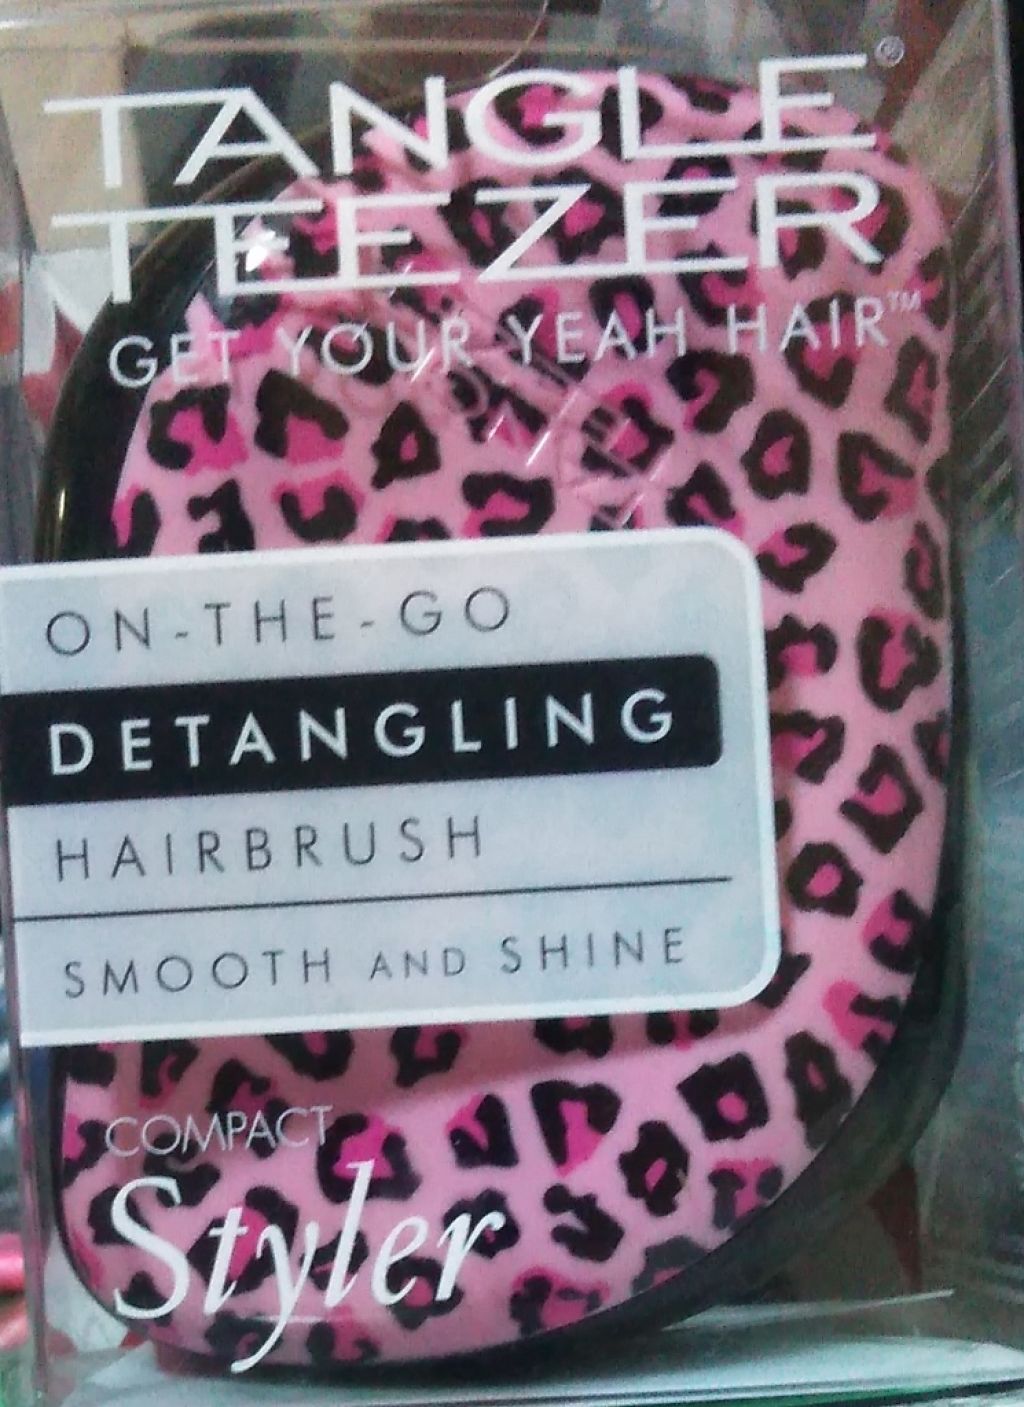 TANGLE®
TEEZER
GET YOUR YEAH HAIR™
ON-THE-GO
DETANGLING
HAIRBRUSH
SMOOTH AND SHINE
COMPACT
Styler